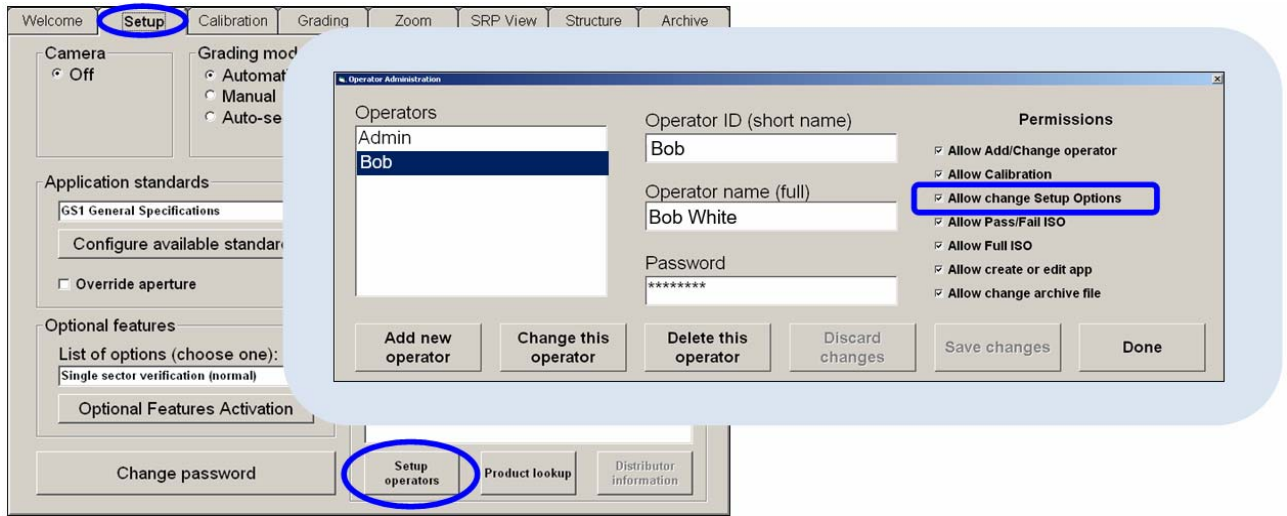 Welcome Setup Calibration Grading Zoom SRP View Structure Archive
Camera
Off
Grading mod
Automat
Manual
Auto-se
Application standards
GS1 General Specifications
Configure available standar
Override aperture
Optional features
List of options (choose one):
Single sector verification (normal)
Optional Features Activation
Change password
Setup operators
Product lookup
Distributor information
Operator Administration
Operators
Admin
Bob
Operator ID (short name)
Bob
Operator name (full)
Bob White
Password
********
Permissions
Allow Add/Change operator
Allow Calibration
Allow change Setup Options
Allow Pass/Fail ISO
Allow Full ISO
Allow create or edit app
Allow change archive file
Add new operator
Change this operator
Delete this operator
Discard changes
Save changes
Done